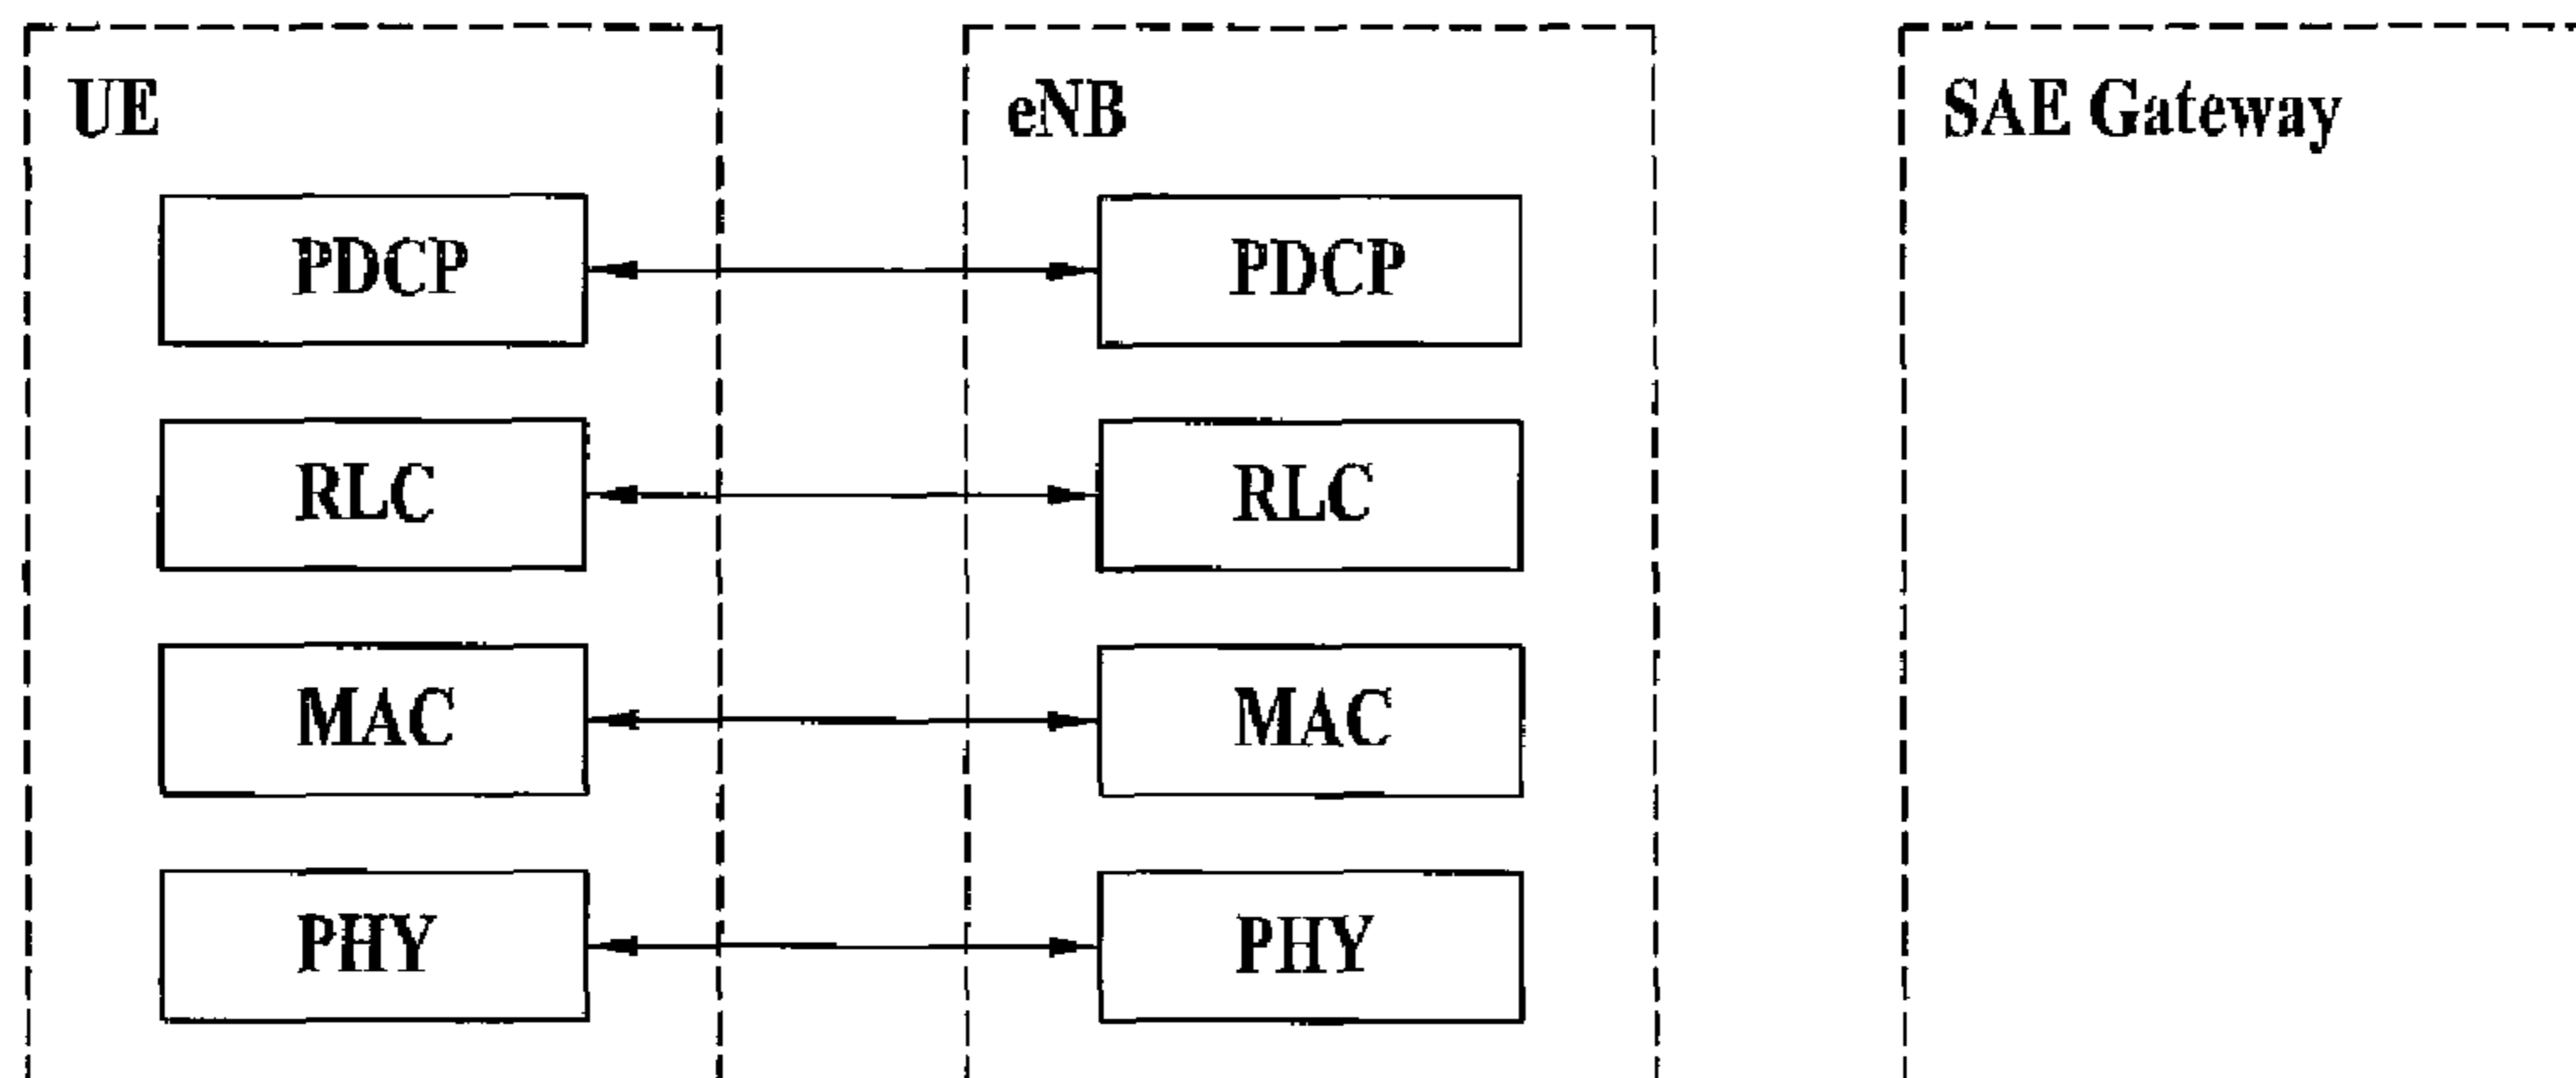 UE
eNB
SAE Gateway
PDCP
PDCP
RLC
RLC
MAC
MAC
PHY
PHY